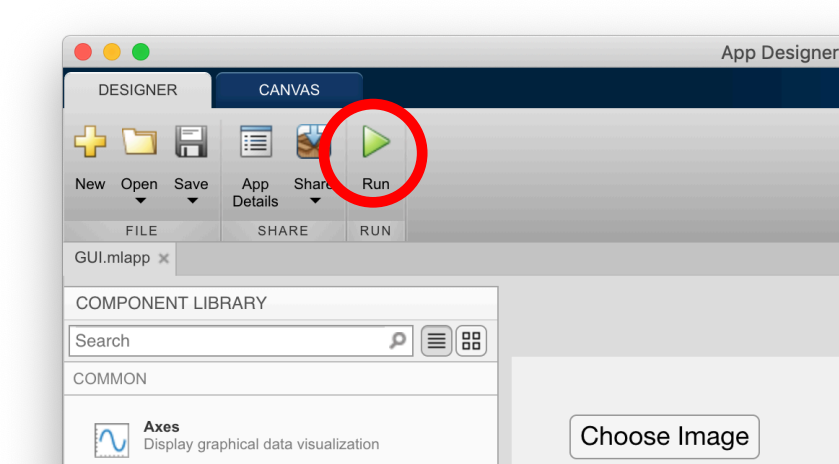 App Designer
DESIGNER CANVAS
New Open Save App Details Share Run
FILE SHARE RUN
GUI.mlapp
COMPONENT LIBRARY
Search
COMMON
Axes
Display graphical data visualization
Choose Image